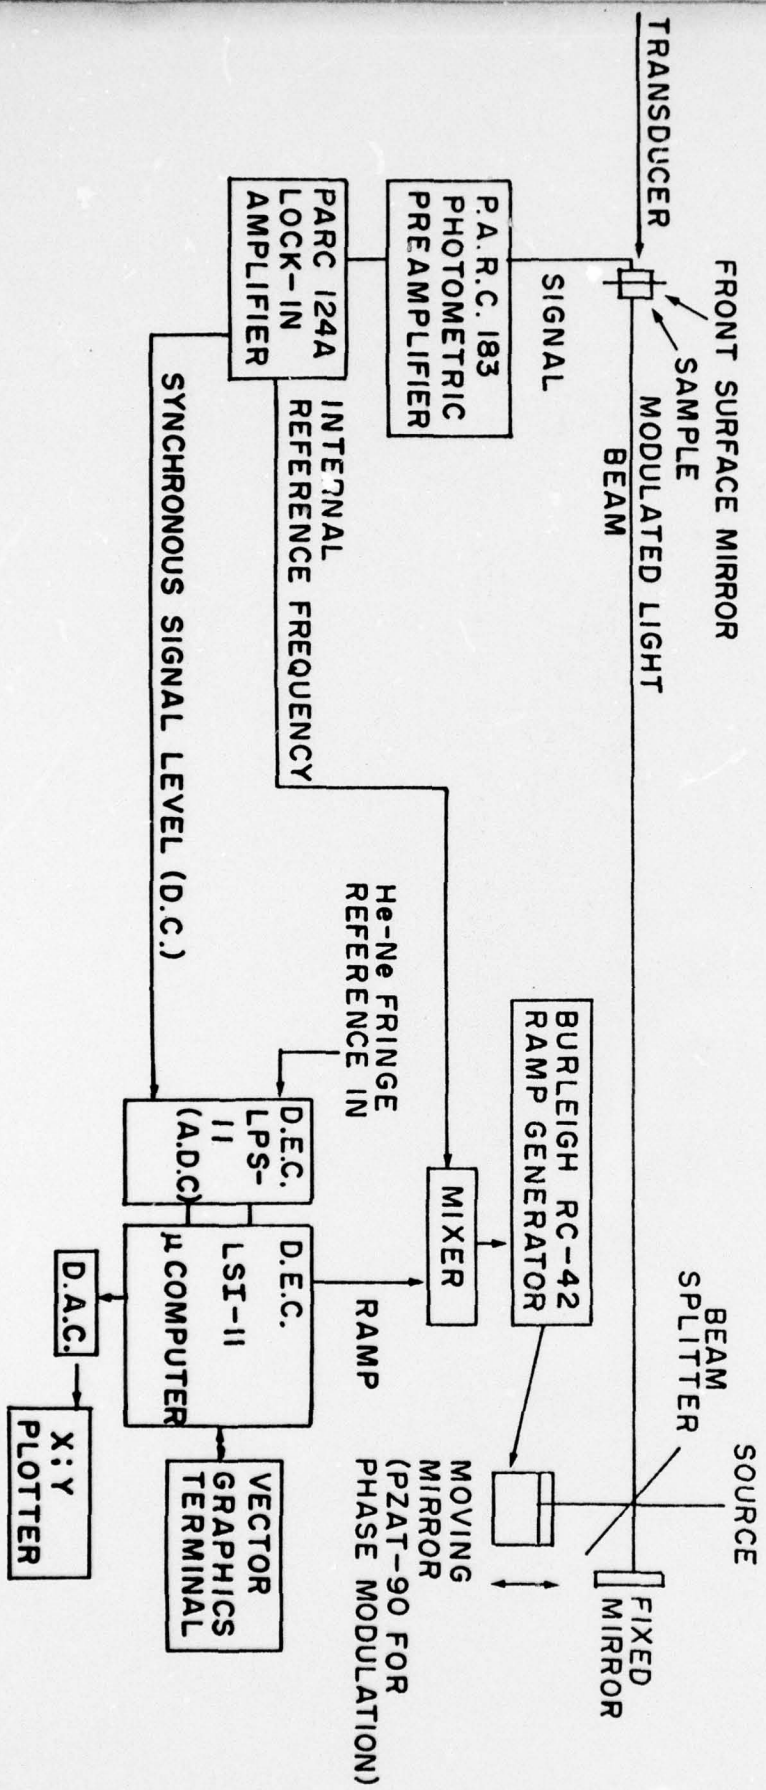 TRANSDUCER
FRONT SURFACE MIRROR
SAMPLE
MODULATED LIGHT
BEAM
SOURCE
BEAM
SPLITTER
FIXED
MIRROR
SIGNAL
P.A.R.C. 183
PHOTOMETRIC
PREAMPLIFIER
BURLEIGH RC-42
RAMP GENERATOR
MOVING
MIRROR
(PZAT-90 FOR
PHASE MODULATION)
MIXER
PARC 124A
LOCK-IN
AMPLIFIER
INTERNAL
REFERENCE FREQUENCY
He-Ne FRINGE
REFERENCE IN
RAMP
SYNCHRONOUS SIGNAL LEVEL (D.C.)
D.E.C.
LPS-
11
(A.D.C)
D.E.C.
LSI-11
μ COMPUTER
VECTOR
GRAPHICS
TERMINAL
D.A.C.
X;Y
PLOTTER